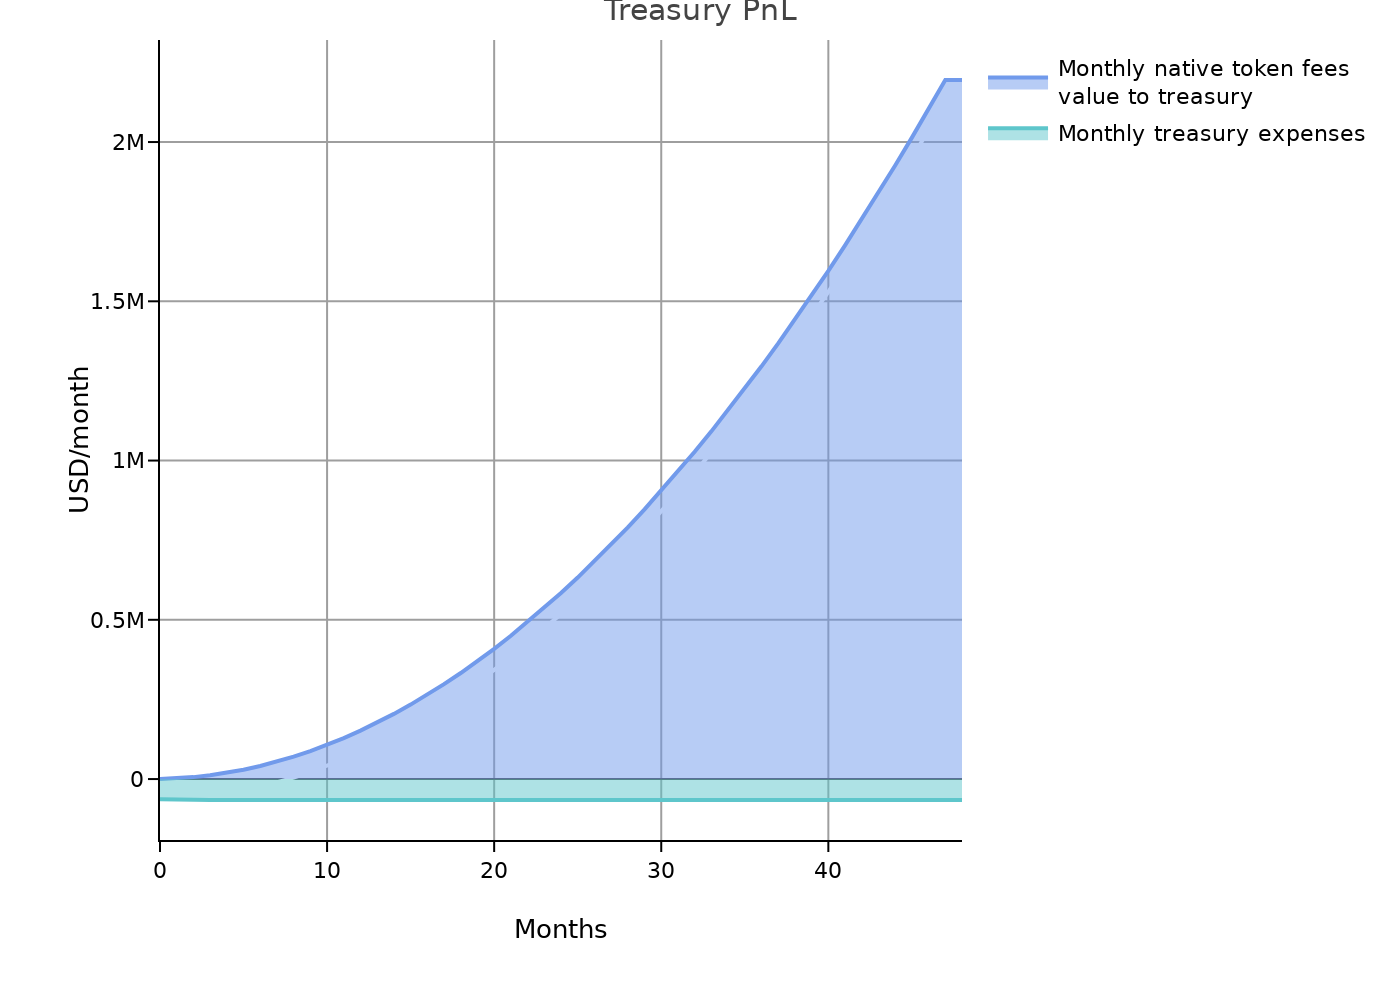 Treasury PnL
Monthly native token fees
value to treasury
Monthly treasury expenses
USD/month
2M
1.5M
1M
0.5M
0
0
10
20
30
40
Months